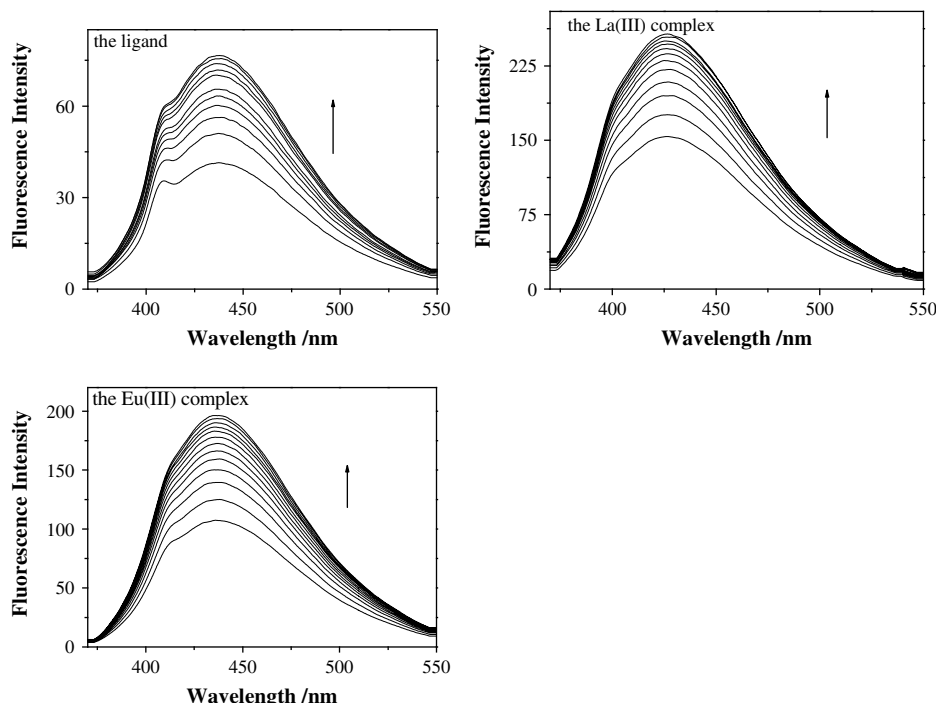 the ligand
Fluorescence Intensity
60
30
0
400
450
500
550
Wavelength /nm
the La(III) complex
Fluorescence Intensity
225
150
75
0
400
450
500
550
Wavelength /nm
the Eu(III) complex
Fluorescence Intensity
200
150
100
50
0
400
450
500
550
Wavelength /nm